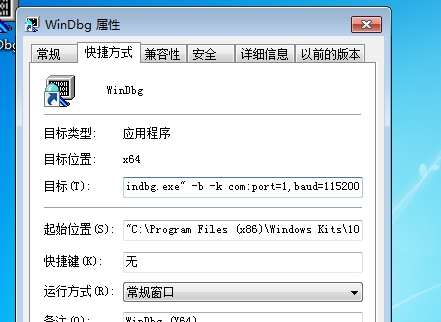 WinDbg 属性
常规 快捷方式 兼容性 安全 详细信息 以前的版本
WinDbg
目标类型: 应用程序
目标位置: x64
目标(T): indbg.exe" -b -k com:port=1,baud=115200
起始位置(S): "C:\Program Files (x86)\Windows Kits\10
快捷键(K): 无
运行方式(R): 常规窗口
备注(O): WinDbg (X64)